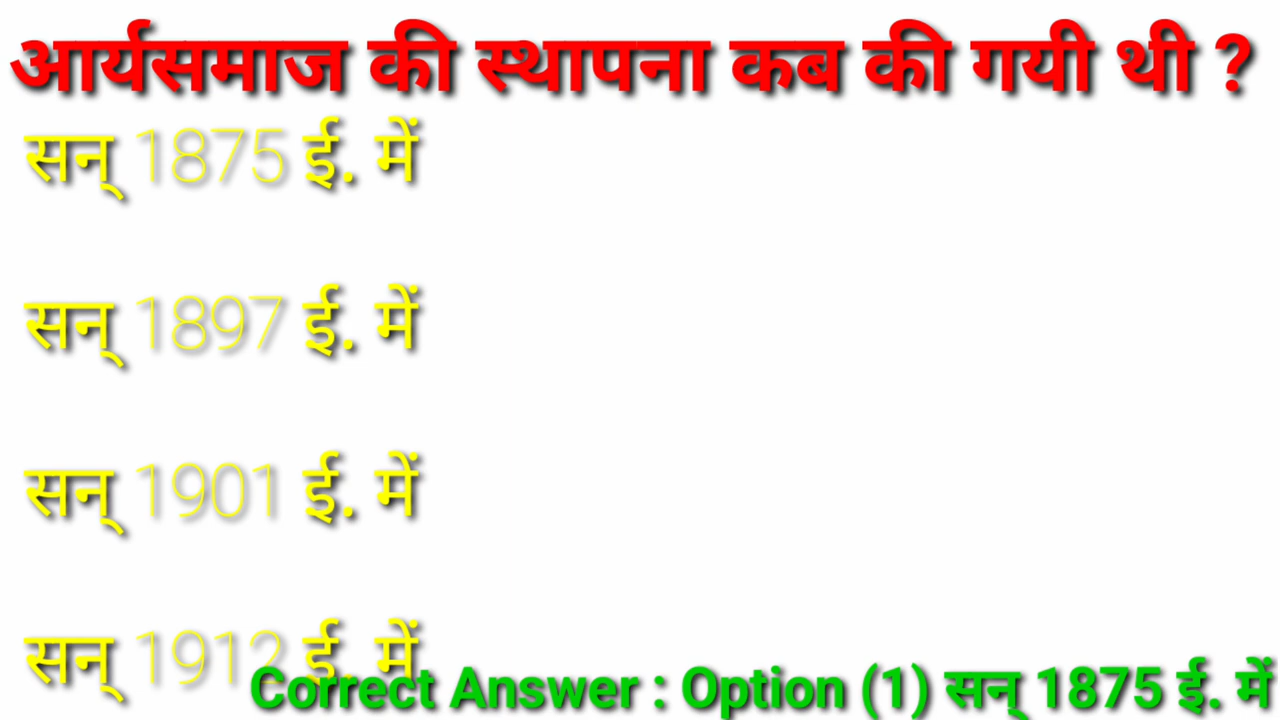 आर्यसमाज की स्थापना कब की गयी थी ?
सन् 1875 ई. में
सन् 1897 ई. में
सन् 1901 ई. में
सन् 1912 ई. में
Correct Answer : Option (1) सन् 1875 ई. में